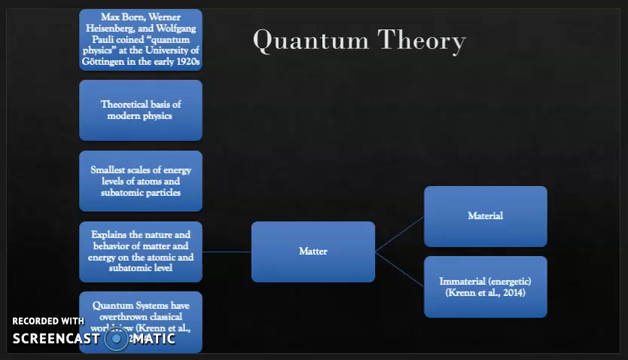 Quantum Theory
Max Born, Werner
Heisenberg, and Wolfgang
Pauli coined "quantum
physics" at the University of
Göttingen in the early 1920s
Theoretical basis of
modern physics
Smallest scales of energy
levels of atoms and
subatomic particles
Explains the nature and
behavior of matter and
energy on the atomic and
subatomic level
Matter
Material
Immaterial (energetic)
(Krenn et al., 2014)
Quantum Systems have
overthrown classical
(Krenn et al.,
RECORDED WITH
SCREENCAST MATIC